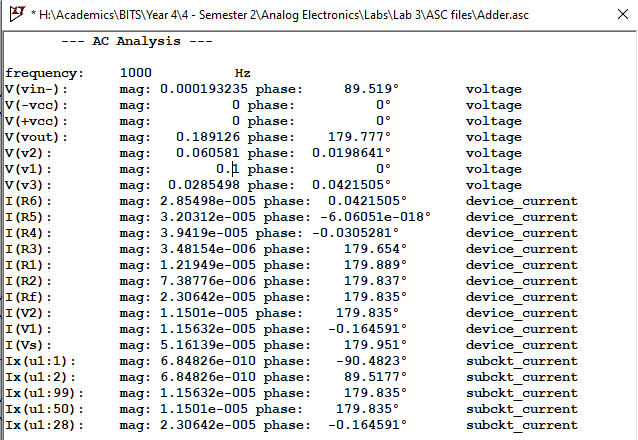 * H:\Academics\BITS\Year 4\4 - Semester 2\Analog Electronics\Labs\Lab 3\ASC files\Adder.asc
--- AC Analysis ---
frequency: 1000 Hz
V(vin-): mag: 0.000193235 phase: 89.519° voltage
V(-vcc): mag: 0 phase: 0° voltage
V(+vcc): mag: 0 phase: 0° voltage
V(vout): mag: 0.189126 phase: 179.777° voltage
V(v2): mag: 0.060581 phase: 0.0198641° voltage
V(v1): mag: 0.1 phase: 0° voltage
V(v3): mag: 0.0285498 phase: 0.0421505° voltage
I(R6): mag: 2.85498e-005 phase: 0.0421505° device_current
I(R5): mag: 3.20312e-005 phase: -6.06051e-018° device_current
I(R4): mag: 3.9419e-005 phase: -0.0305281° device_current
I(R3): mag: 3.48154e-006 phase: 179.654° device_current
I(R1): mag: 1.21949e-005 phase: 179.889° device_current
I(R2): mag: 7.38776e-006 phase: 179.837° device_current
I(Rf): mag: 2.30642e-005 phase: 179.835° device_current
I(V2): mag: 1.1501e-005 phase: 179.835° device_current
I(V1): mag: 1.15632e-005 phase: -0.164591° device_current
I(Vs): mag: 5.16139e-005 phase: 179.951° device_current
Ix(u1:1): mag: 6.84826e-010 phase: -90.4823° subckt_current
Ix(u1:2): mag: 6.84826e-010 phase: 89.5177° subckt_current
Ix(u1:99): mag: 1.15632e-005 phase: 179.835° subckt_current
Ix(u1:50): mag: 1.1501e-005 phase: 179.835° subckt_current
Ix(u1:28): mag: 2.30642e-005 phase: -0.164591° subckt_current